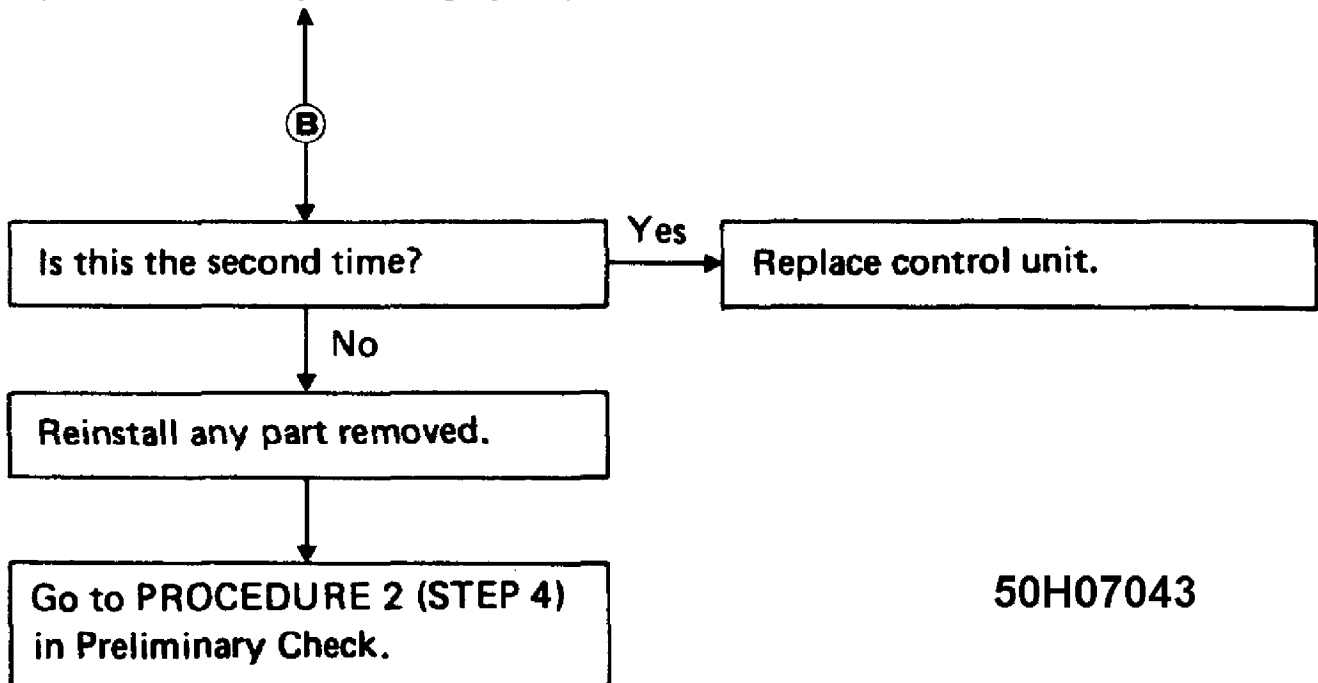 B
Is this the second time?
Yes
Replace control unit.
No
Reinstall any part removed.
Go to PROCEDURE 2 (STEP 4)
in Preliminary Check.
50H07043